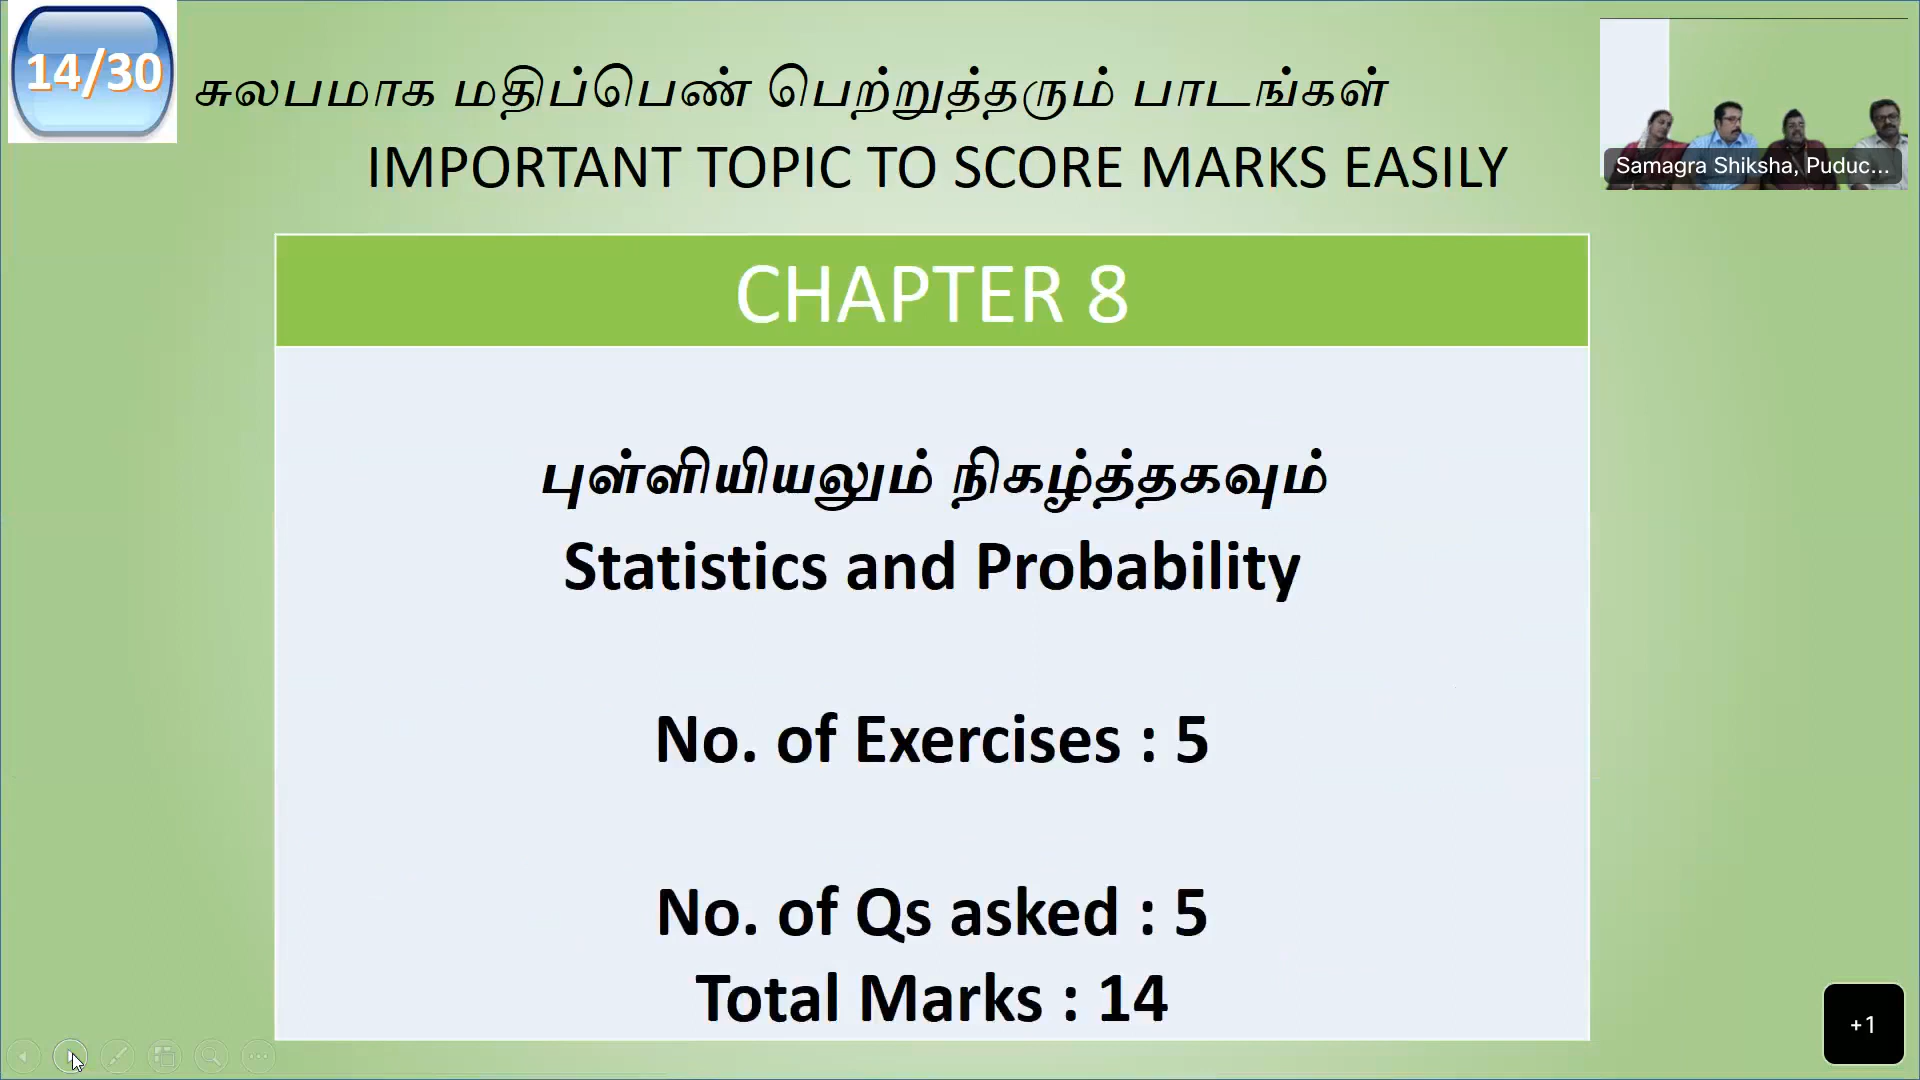 14/30
சுலபமாக மதிப்பெண் பெற்றுத்தரும் பாடங்கள்
IMPORTANT TOPIC TO SCORE MARKS EASILY
Samagra Shiksha, Puduc...
CHAPTER 8
புள்ளியியலும் நிகழ்த்தகவும்
Statistics and Probability
No. of Exercises : 5
No. of Qs asked : 5
Total Marks : 14
+1